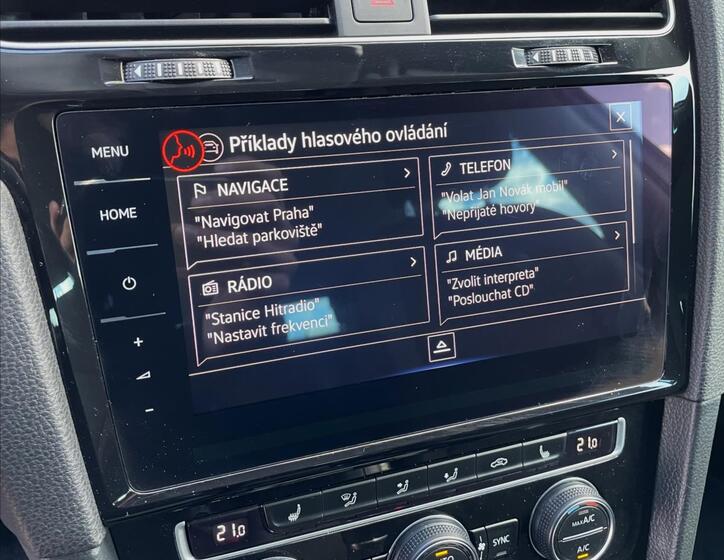 Příklady hlasového ovládání
MENU
HOME
NAVIGACE
"Navigovat Praha"
"Hledat parkoviště"
TELEFON
"Volat Jan Novák mobil"
"Nepřijaté hovory"
RÁDIO
"Stanice Hitradio"
"Nastavit frekvenci"
MÉDIA
"Zvolit interpreta"
"Poslouchat CD"
+
-
21.0
21.0
SYNC
MAX A/C
A/C